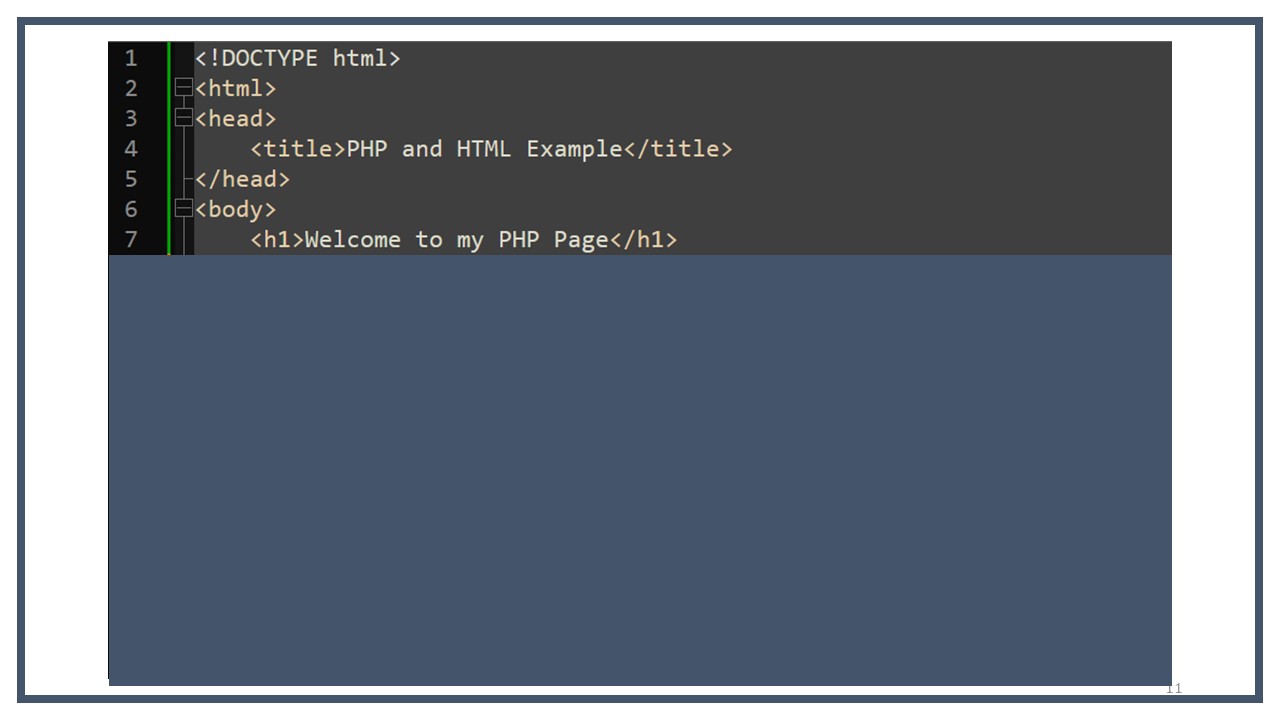 1 <!DOCTYPE html>
2 <html>
3 <head>
4 <title>PHP and HTML Example</title>
5 </head>
6 <body>
7 <h1>Welcome to my PHP Page</h1>
11